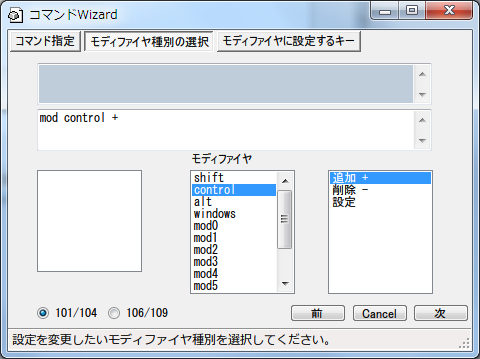 コマンドWizard
コマンド指定
モディファイヤ種別の選択
モディファイヤに設定するキー
mod control +
モディファイヤ
shift
control
alt
windows
mod0
mod1
mod2
mod3
mod4
mod5
追加 +
削除 -
設定
101/104
106/109
前
Cancel
次
設定を変更したいモディファイヤ種別を選択してください。